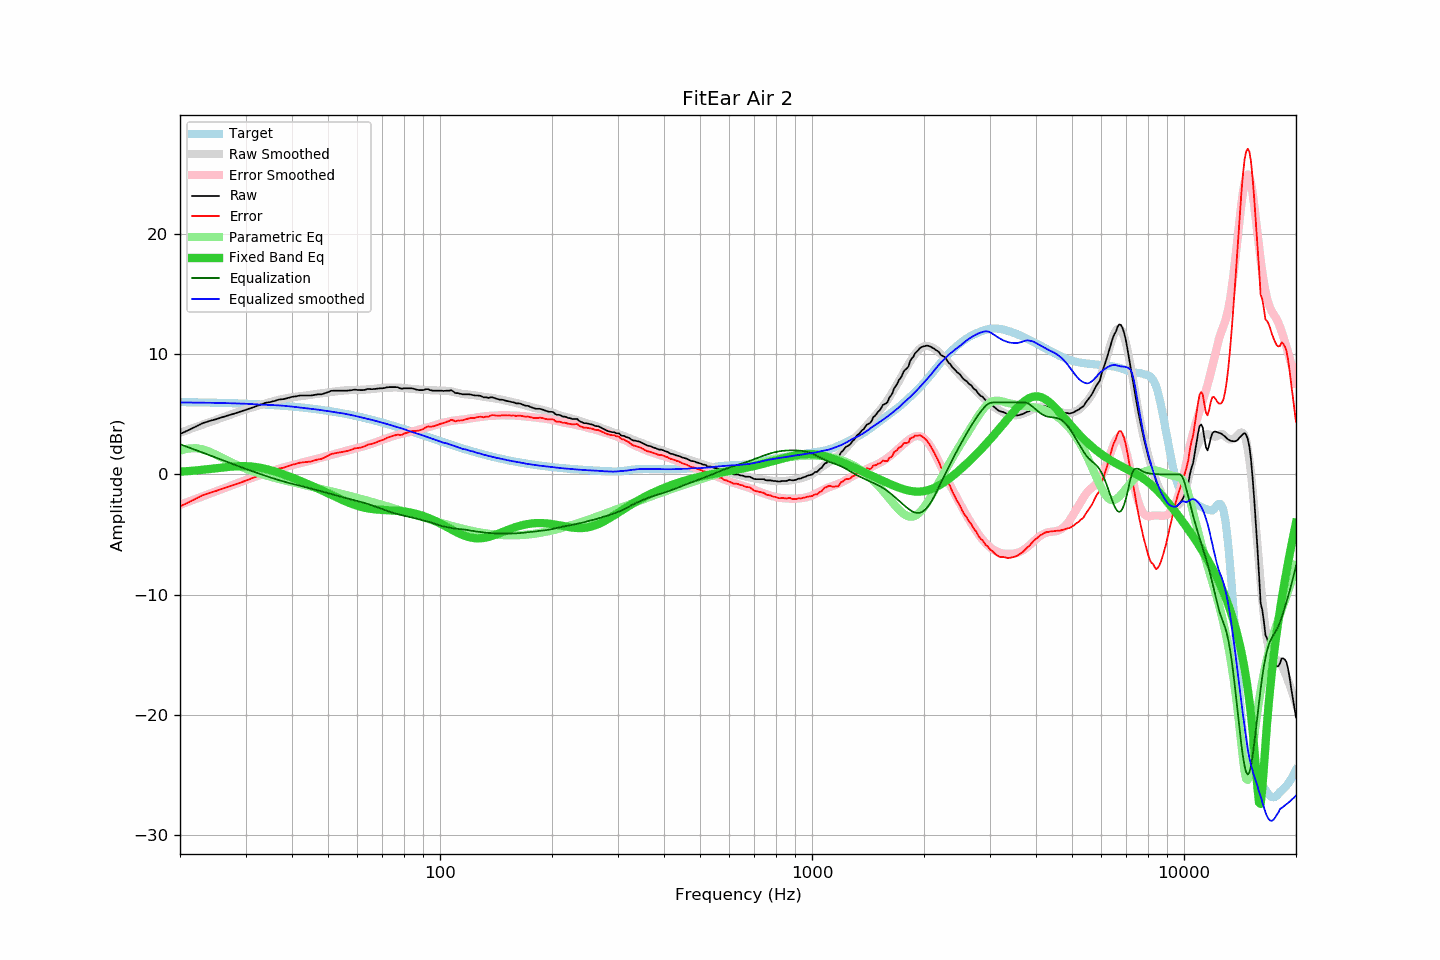 FitEar Air 2
Target
Raw Smoothed
Error Smoothed
Raw
Error
Parametric Eq
Fixed Band Eq
Equalization
Equalized smoothed
20
10
0
−10
−20
−30
Amplitude (dBr)
100
1000
10000
Frequency (Hz)